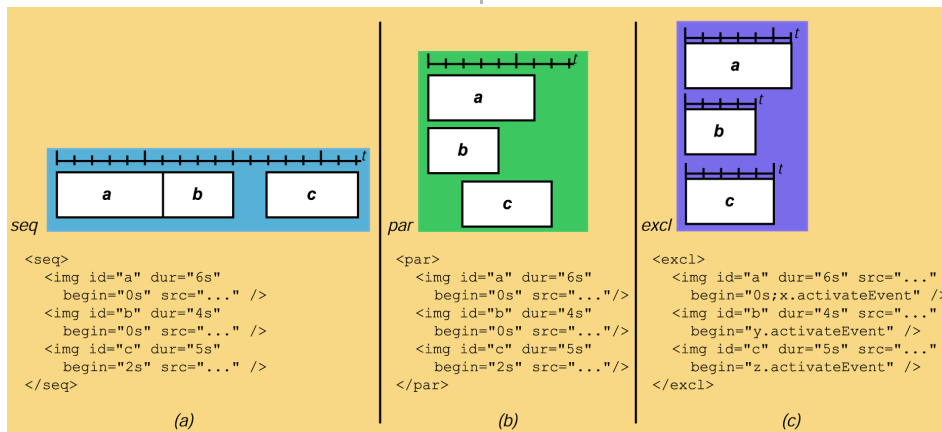 t
a b c
seq
<seq>
<img id="a" dur="6s"
begin="0s" src="..." />
<img id="b" dur="4s"
begin="0s" src="..." />
<img id="c" dur="5s"
begin="2s" src="..." />
</seq>
(a)
t
a
b
c
par
<par>
<img id="a" dur="6s"
begin="0s" src="..."/>
<img id="b" dur="4s"
begin="0s" src="..."/>
<img id="c" dur="5s"
begin="2s" src="..."/>
</par>
(b)
t
a
t
b
t
c
excl
<excl>
<img id="a" dur="6s" src="..."
begin="0s;x.activateEvent" />
<img id="b" dur="4s" src="..."
begin="y.activateEvent" />
<img id="c" dur="5s" src="..."
begin="z.activateEvent" />
</excl>
(c)